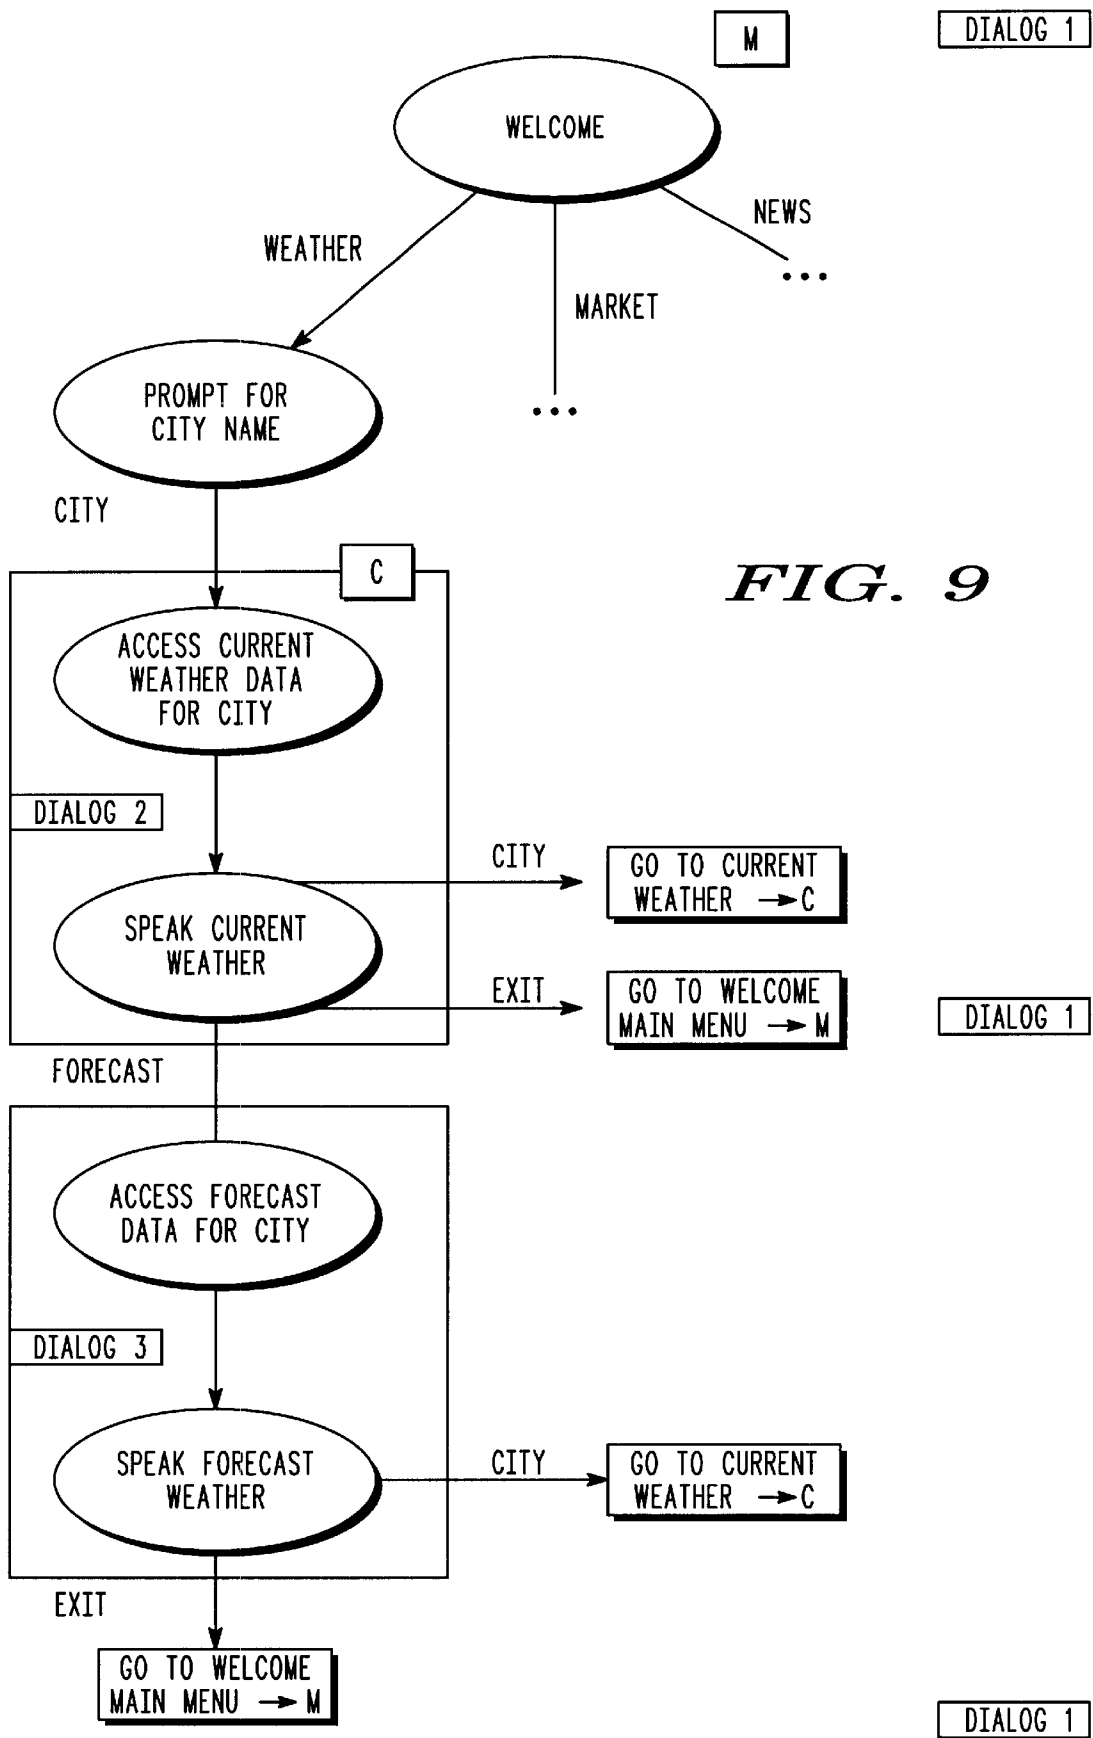 M
DIALOG 1
WELCOME
NEWS
WEATHER
MARKET
...
...
PROMPT FOR
CITY NAME
CITY
C
FIG. 9
ACCESS CURRENT
WEATHER DATA
FOR CITY
DIALOG 2
CITY
GO TO CURRENT
WEATHER → C
SPEAK CURRENT
WEATHER
EXIT
GO TO WELCOME
MAIN MENU → M
DIALOG 1
FORECAST
ACCESS FORECAST
DATA FOR CITY
DIALOG 3
SPEAK FORECAST
WEATHER
CITY
GO TO CURRENT
WEATHER → C
EXIT
GO TO WELCOME
MAIN MENU → M
DIALOG 1